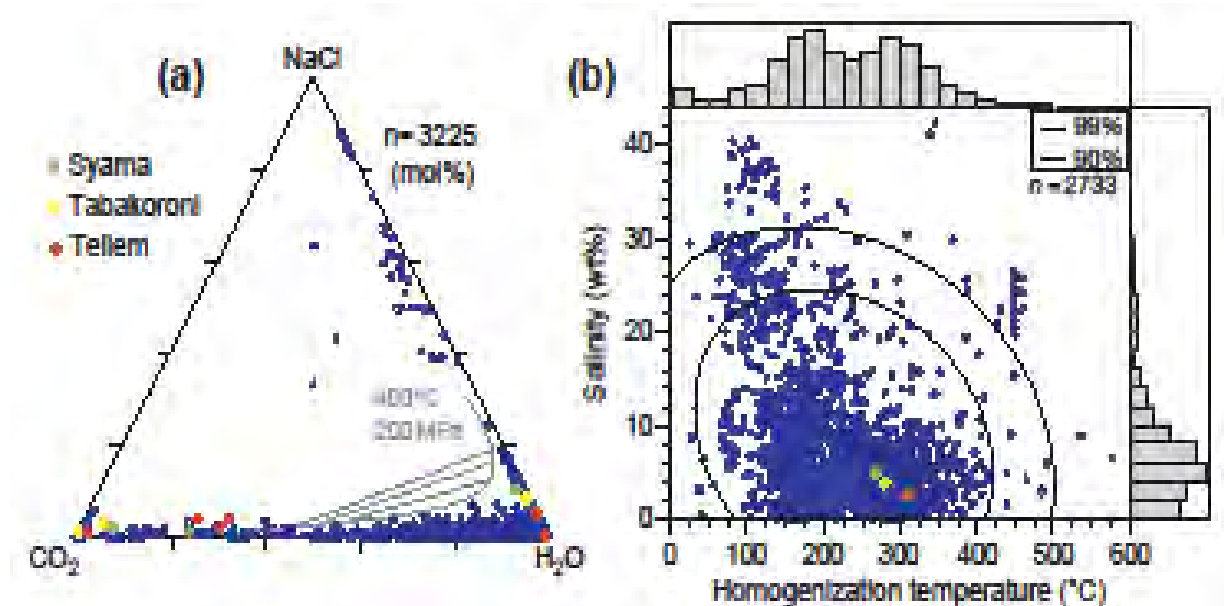 (a)
NaCl
n= 3225
(mol%)
Syama
Tabakoroni
Tellem
400°C
200 MPa
CO₂
H₂O
(b)
99%
90%
n =2733
Salinity (wt%)
40
30
20
10
0
0 100 200 300 400 500 600
Homogenization temperature (°C)